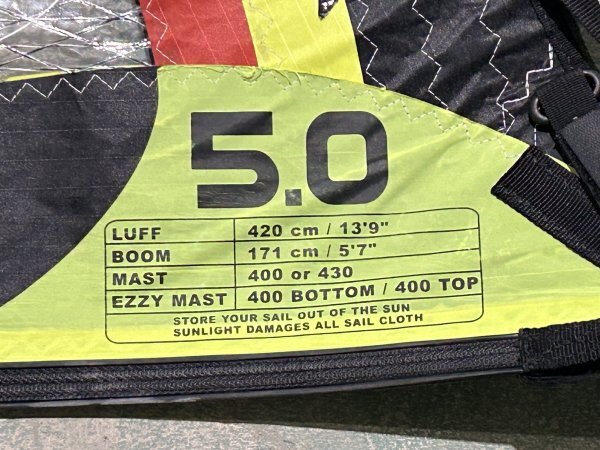 5.0
LUFF 420 cm / 13'9"
BOOM 171 cm / 5'7"
MAST 400 or 430
EZZY MAST 400 BOTTOM / 400 TOP
STORE YOUR SAIL OUT OF THE SUN
SUNLIGHT DAMAGES ALL SAIL CLOTH